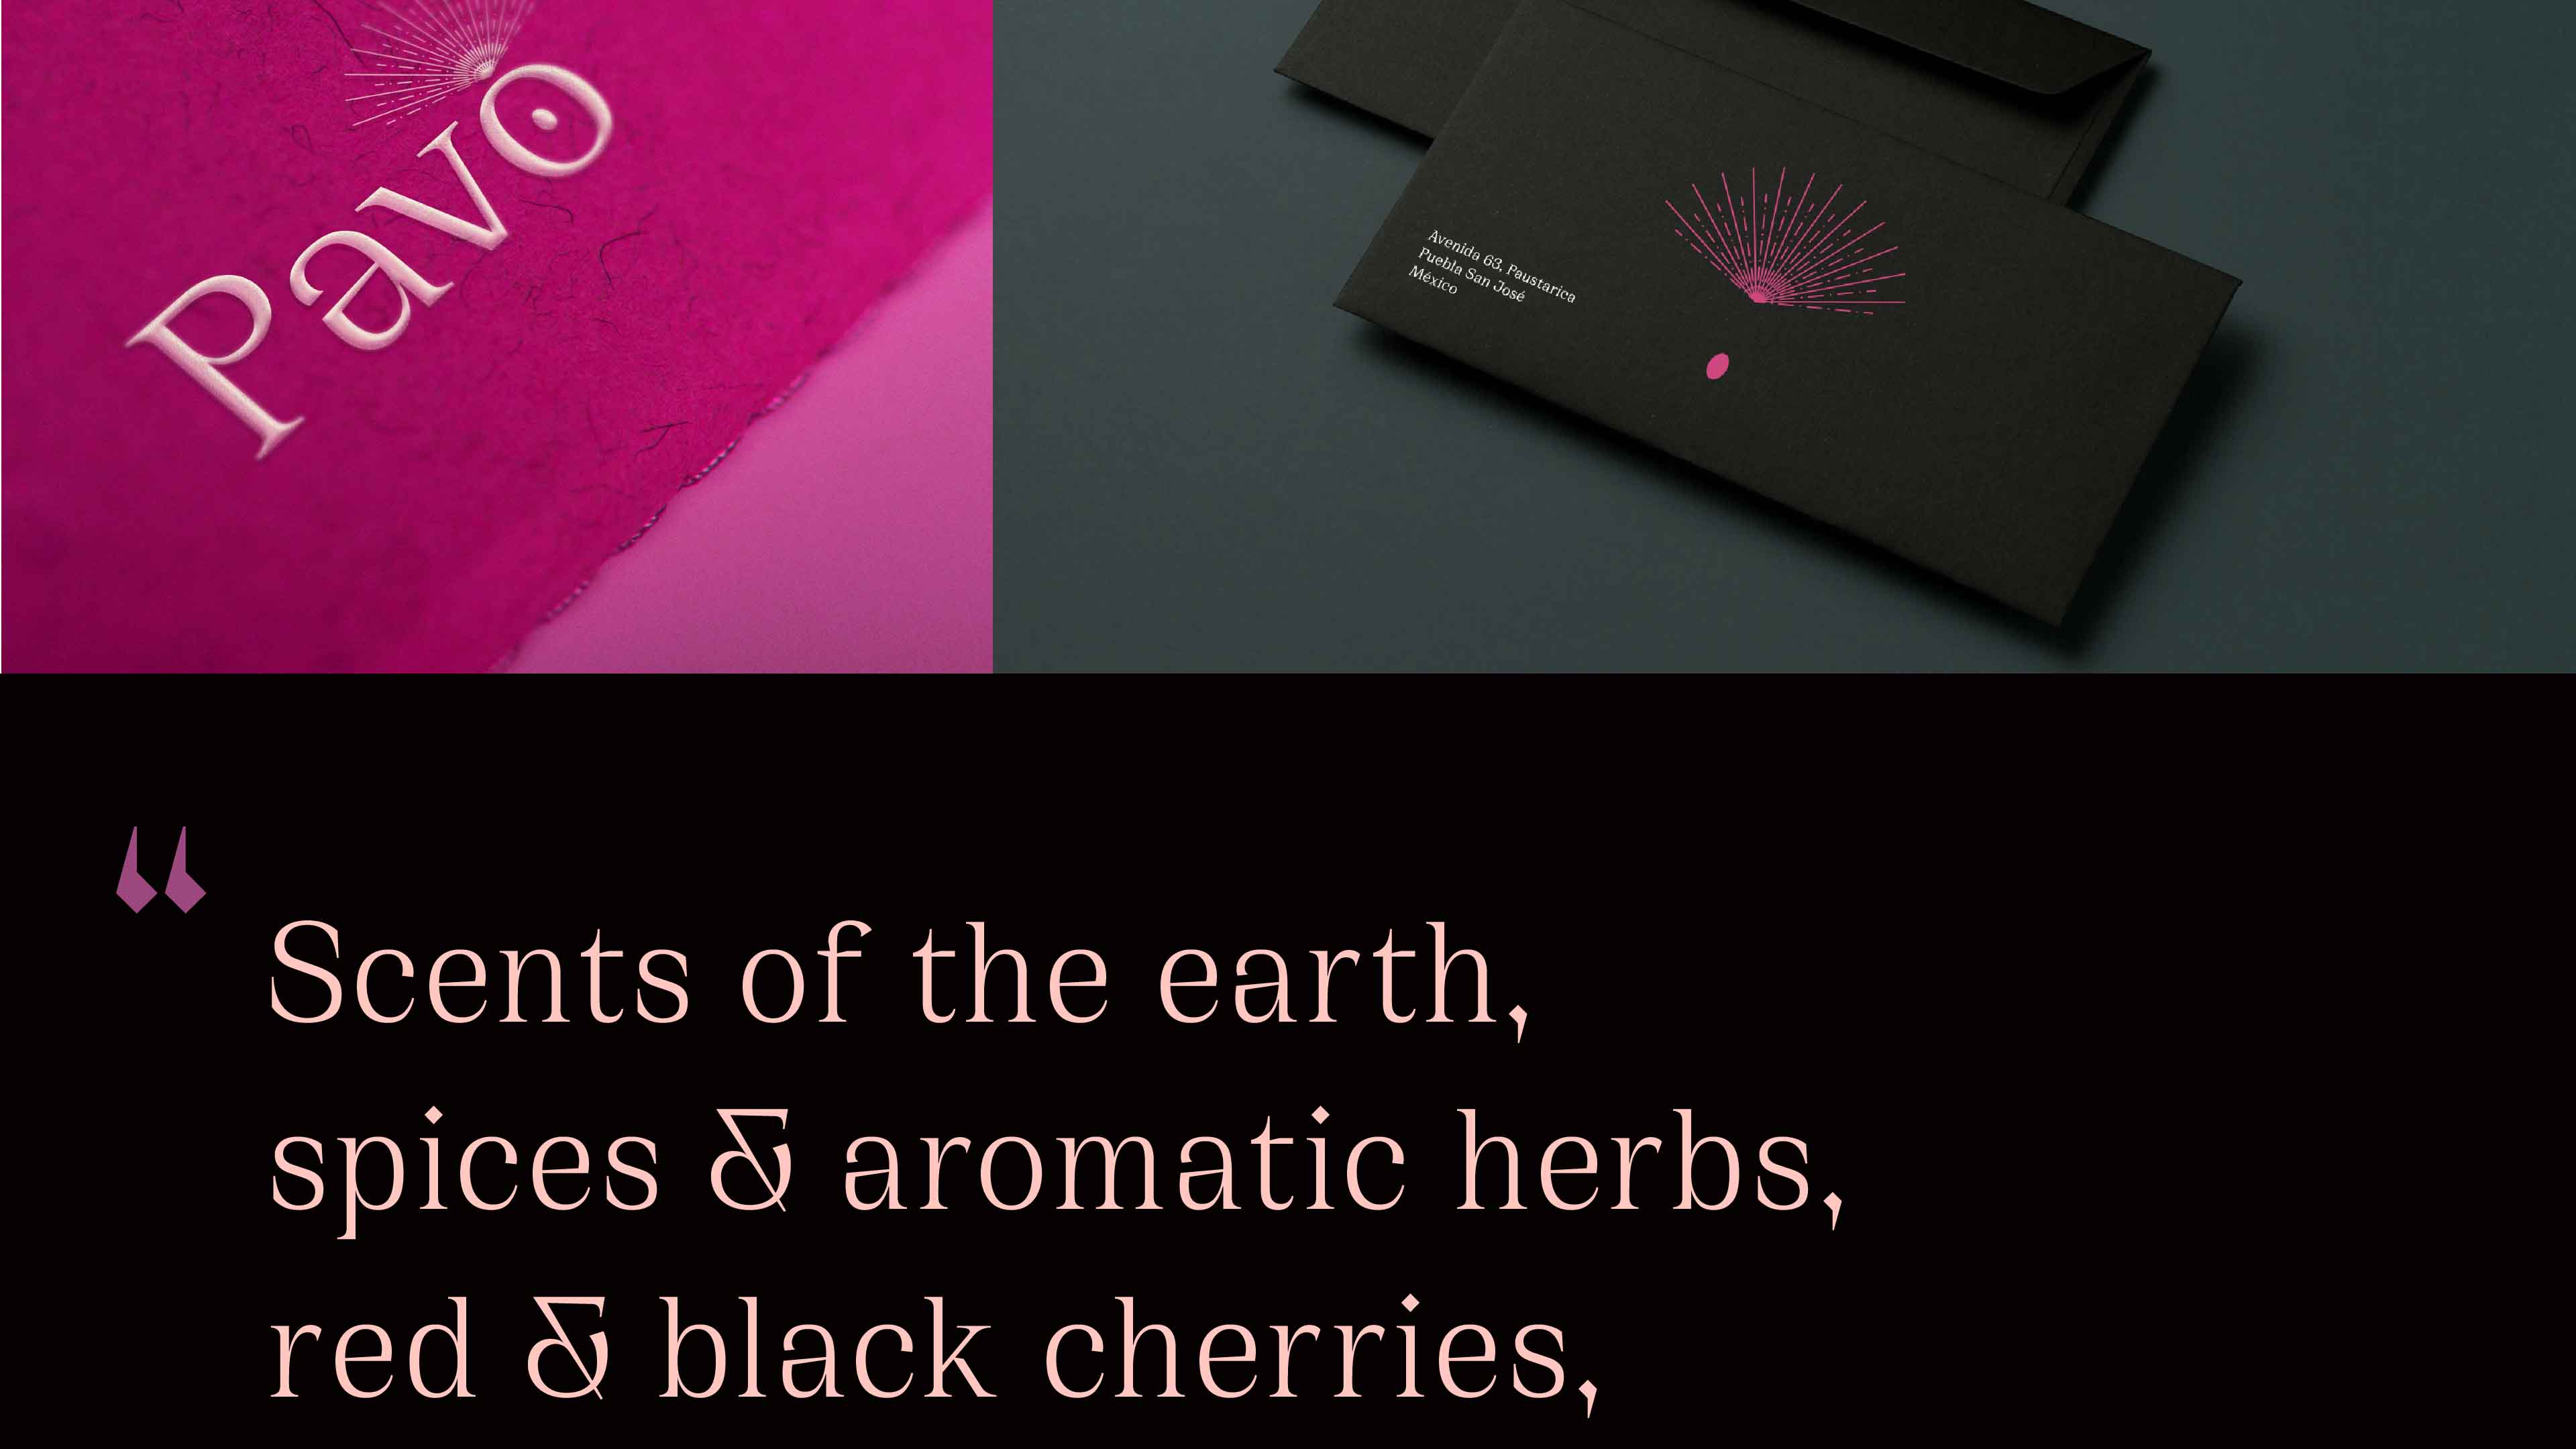 Pavo
Avenida 63, Paustarica
Puebla San José
México
“
Scents of the earth,
spices & aromatic herbs,
red & black cherries,